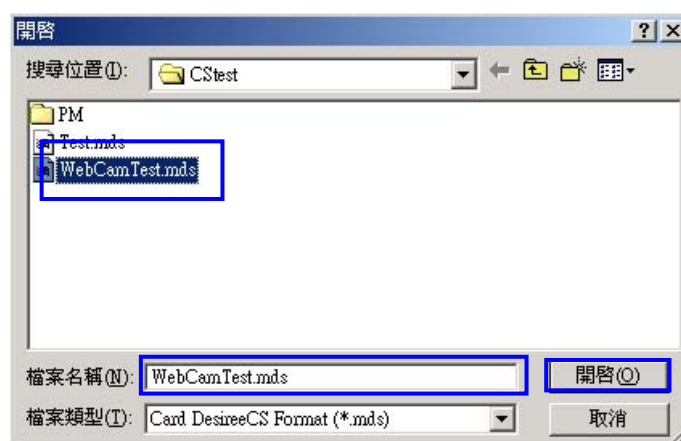 開啓
搜尋位置(I): CStest
PM
Test.mds
WebCamTest.mds
檔案名稱(N): WebCamTest.mds 開啓(O)
檔案類型(T): Card DesireeCS Format (*.mds) 取消